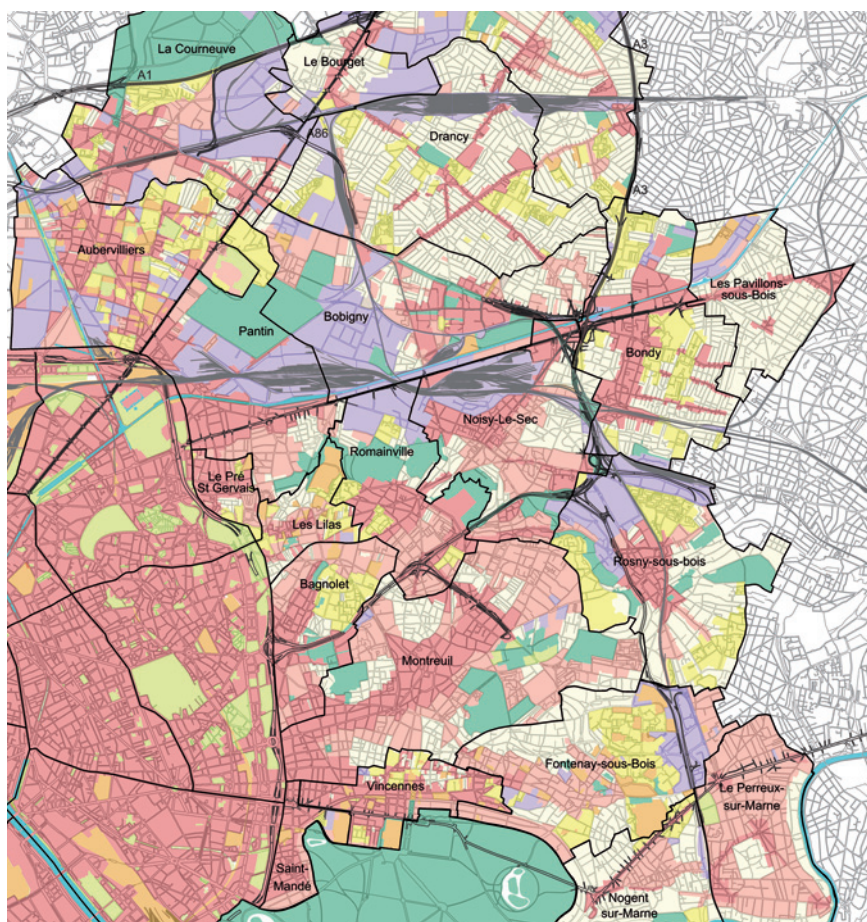 La Courneuve
Le Bourget
A1
A3
A86
Drancy
A3
Aubervilliers
Les Pavillons-
sous-Bois
Pantin
Bobigny
Bondy
Noisy-Le-Sec
Romainville
Le Pré
St Gervais
Les Lilas
Rosny-sous-bois
Bagnolet
Montreuil
Fontenay-sous-Bois
Vincennes
Le Perreux-
sur-Marne
Saint-
Mandé
Nogent
sur-Marne